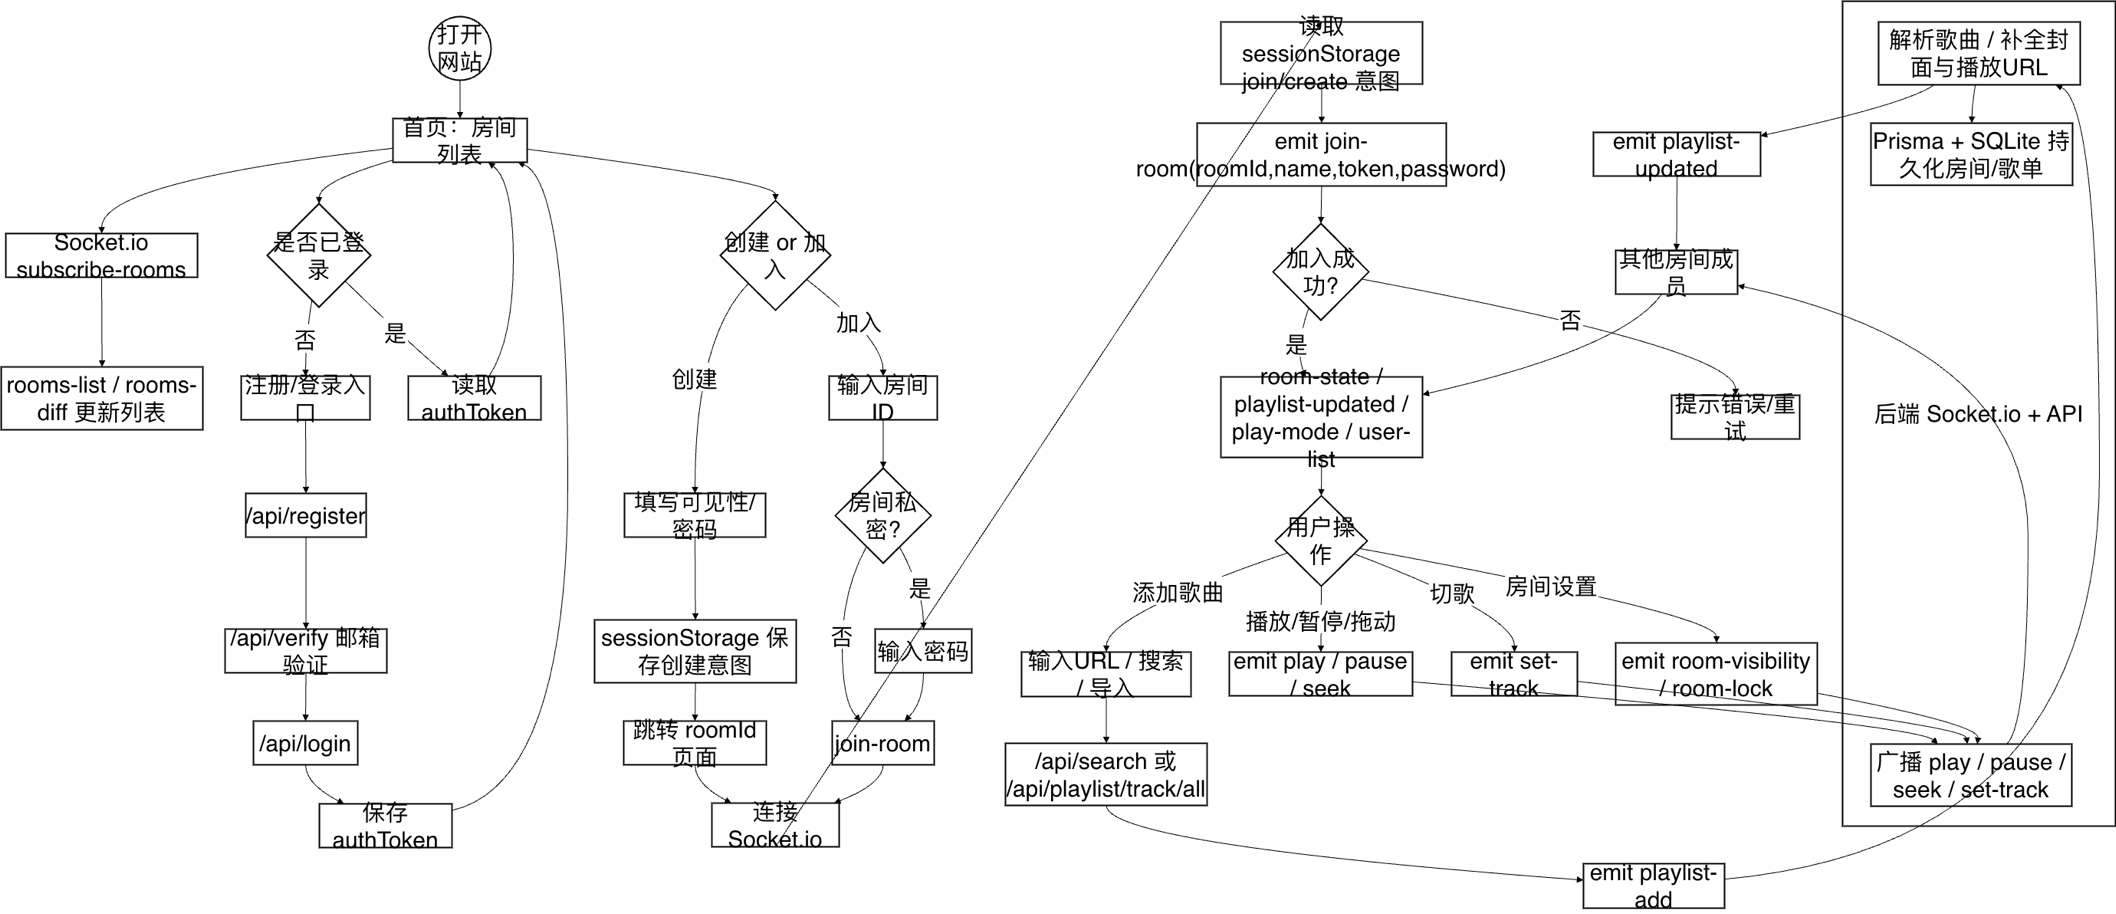 打开
网站
首页：房间
列表
Socket.io
subscribe-rooms
rooms-list / rooms-
diff 更新列表
是否已登
录
否
是
注册/登录入
口
读取
authToken
/api/register
/api/verify 邮箱
验证
/api/login
保存
authToken
创建 or 加
入
创建
加入
填写可见性/
密码
sessionStorage 保
存创建意图
跳转 roomId
页面
输入房间
ID
房间私
密?
否
是
输入密码
join-room
连接
Socket.io
读取
sessionStorage
join/create 意图
emit join-
room(roomId,name,token,password)
加入成
功?
是
否
提示错误/重
试
room-state /
playlist-updated /
play-mode / user-
list
用户操
作
添加歌曲
播放/暂停/拖动
切歌
房间设置
输入URL / 搜索
/ 导入
emit play / pause
/ seek
emit set-
track
emit room-visibility
/ room-lock
/api/search 或
/api/playlist/track/all
emit playlist-
add
emit playlist-
updated
其他房间成
员
后端 Socket.io + API
解析歌曲 / 补全封
面与播放URL
Prisma + SQLite 持
久化房间/歌单
广播 play / pause /
seek / set-track